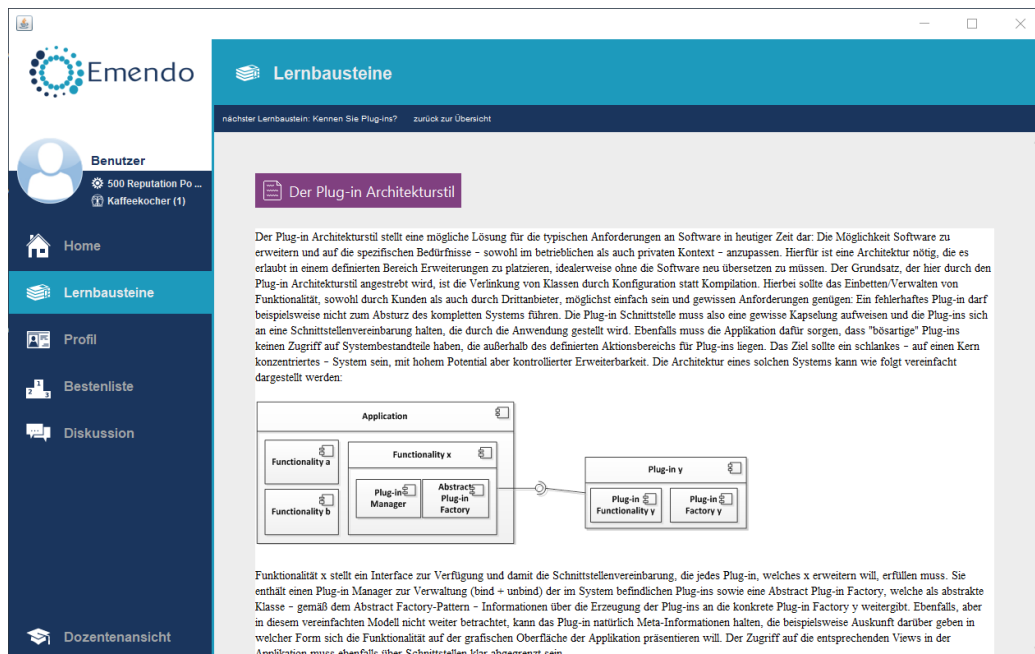 Emendo
Lernbausteine
nächster Lernbaustein: Kennen Sie Plug-ins? zurück zur Übersicht
Benutzer
500 Reputation Po ...
Kaffeekocher (1)
Home
Lernbausteine
Profil
Bestenliste
Diskussion
Dozentenansicht
Der Plug-in Architekturstil
Der Plug-in Architekturstil stellt eine mögliche Lösung für die typischen Anforderungen an Software in heutiger Zeit dar: Die Möglichkeit Software zu
erweitern und auf die spezifischen Bedürfnisse - sowohl im betrieblichen als auch privaten Kontext - anzupassen. Hierfür ist eine Architektur nötig, die es
erlaubt in einem definierten Bereich Erweiterungen zu platzieren, idealerweise ohne die Software neu übersetzen zu müssen. Der Grundsatz, der hier durch den
Plug-in Architekturstil angestrebt wird, ist die Verlinkung von Klassen durch Konfiguration statt Kompilation. Hierbei sollte das Einbetten/Verwalten von
Funktionalität, sowohl durch Kunden als auch durch Drittanbieter, möglichst einfach sein und gewissen Anforderungen genügen: Ein fehlerhaftes Plug-in darf
beispielsweise nicht zum Absturz des kompletten Systems führen. Die Plug-in Schnittstelle muss also eine gewisse Kapselung aufweisen und die Plug-ins sich
an eine Schnittstellenvereinbarung halten, die durch die Anwendung gestellt wird. Ebenfalls muss die Applikation dafür sorgen, dass "bösartige" Plug-ins
keinen Zugriff auf Systembestandteile haben, die außerhalb des definierten Aktionsbereichs für Plug-ins liegen. Das Ziel sollte ein schlankes - auf einen Kern
konzentriertes - System sein, mit hohem Potential aber kontrollierter Erweiterbarkeit. Die Architektur eines solchen Systems kann wie folgt vereinfacht
dargestellt werden:
Application
Functionality a
Functionality b
Functionality x
Plug-in
Manager
Abstract
Plug-in
Factory
Plug-in y
Plug-in
Functionality y
Plug-in
Factory y
Funktionalität x stellt ein Interface zur Verfügung und damit die Schnittstellenvereinbarung, die jedes Plug-in, welches x erweitern will, erfüllen muss. Sie
enthält einen Plug-in Manager zur Verwaltung (bind + unbind) der im System befindlichen Plug-ins sowie eine Abstract Plug-in Factory, welche als abstrakte
Klasse - gemäß dem Abstract Factory-Pattern - Informationen über die Erzeugung der Plug-ins an die konkrete Plug-in Factory y weitergibt. Ebenfalls, aber
in diesem vereinfachten Modell nicht weiter betrachtet, kann das Plug-in natürlich Meta-Informationen halten, die beispielsweise Auskunft darüber geben in
welcher Form sich die Funktionalität auf der grafischen Oberfläche der Applikation präsentieren will. Der Zugriff auf die entsprechenden Views in der
Applikation muss ebenfalls über Schnittstellen klar abgegrenzt sein